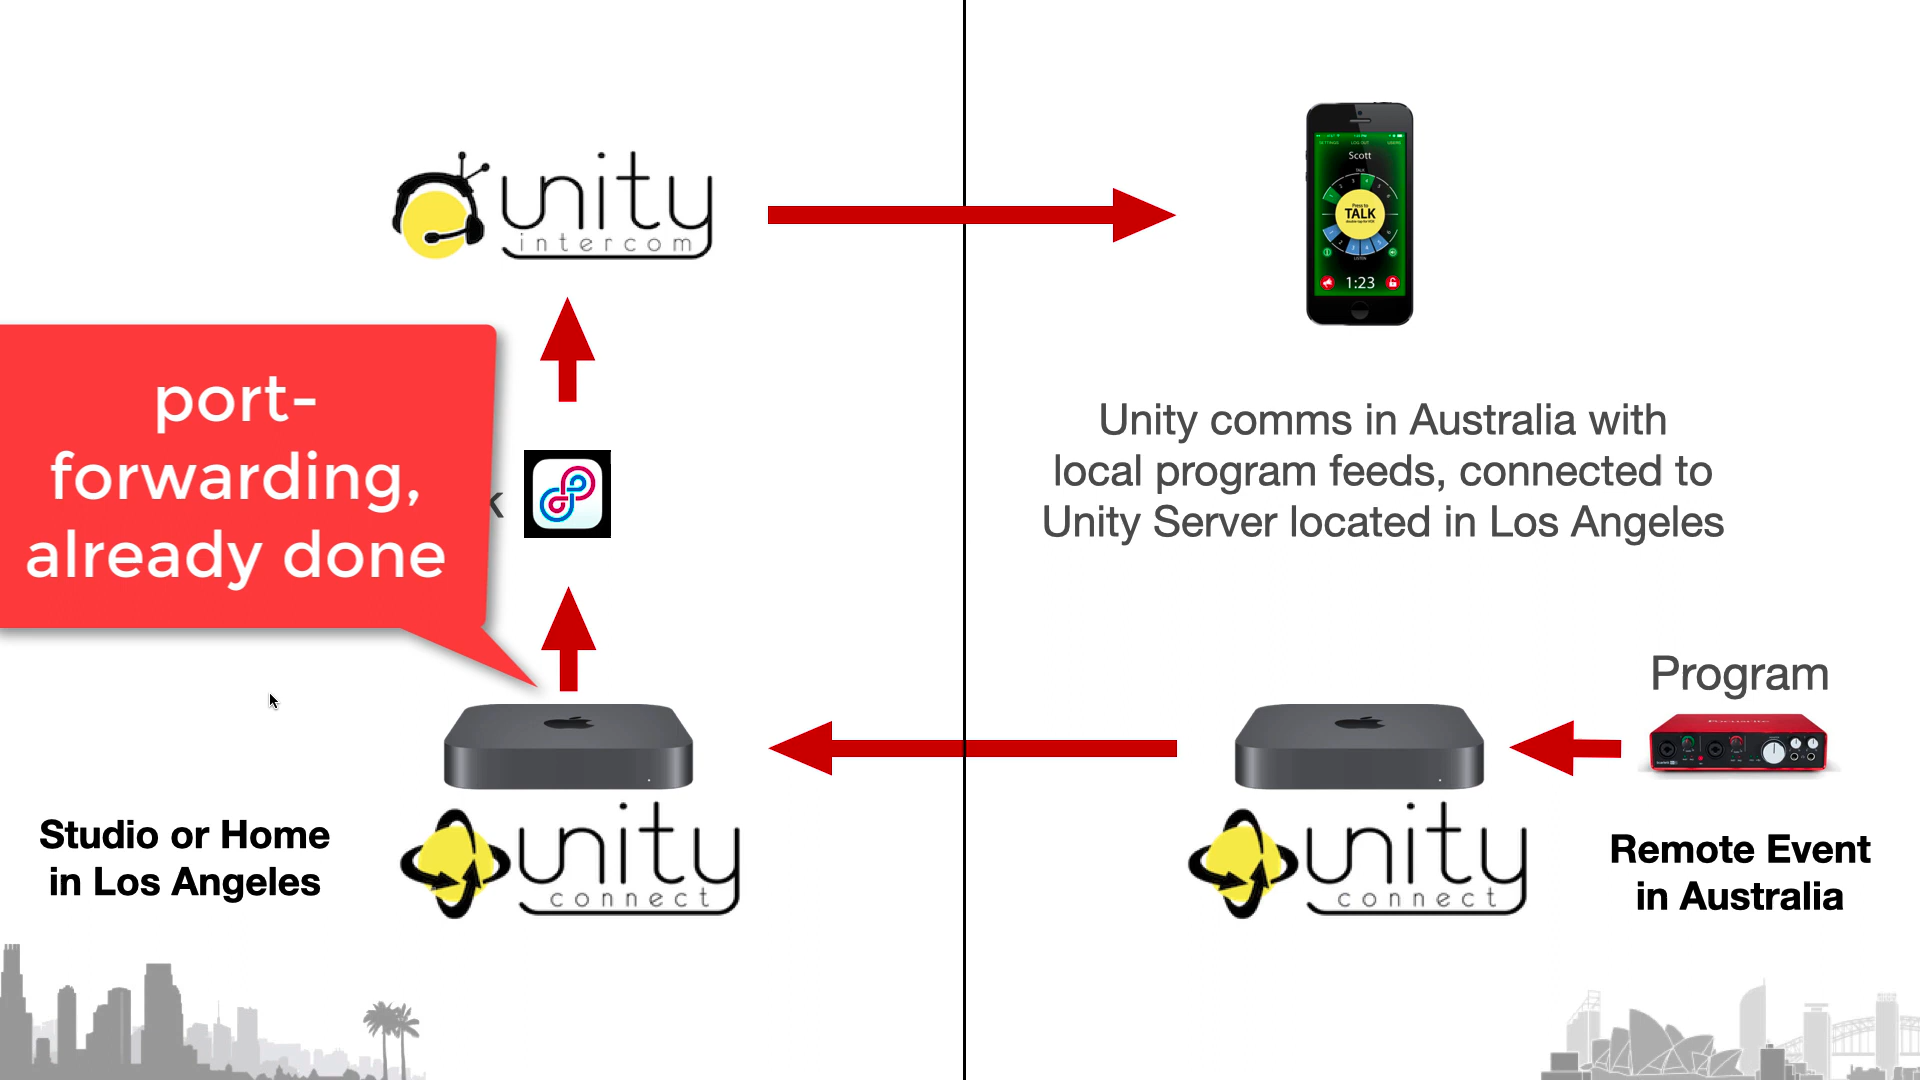 unity
intercom
Scott
Press to
TALK
1:23
port-
forwarding,
already done
k
Unity comms in Australia with
local program feeds, connected to
Unity Server located in Los Angeles
Program
Studio or Home
in Los Angeles
unity
connect
unity
connect
Remote Event
in Australia